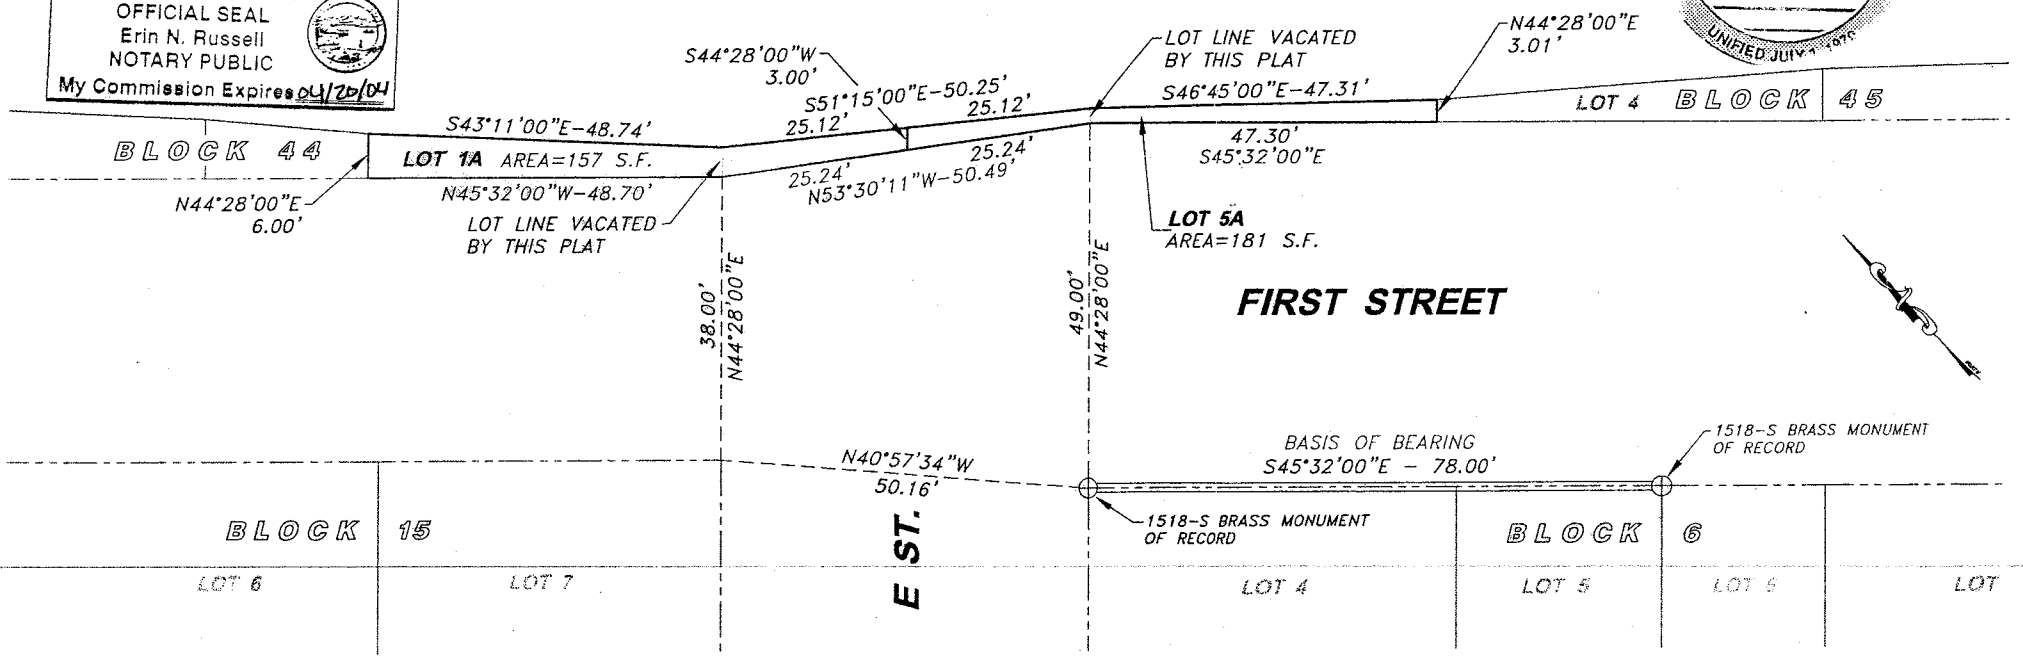 OFFICIAL SEAL
Erin N. Russell
NOTARY PUBLIC
My Commission Expires 04/20/04
UNIFIED JULY 1, 1970
S44°28'00"W
3.00'
LOT LINE VACATED
BY THIS PLAT
N44°28'00"E
3.01'
S51°15'00"E-50.25'
25.12'
25.12'
S46°45'00"E-47.31'
LOT 4 BLOCK 45
S43°11'00"E-48.74'
BLOCK 44
LOT 1A AREA=157 S.F.
47.30'
S45°32'00"E
25.24'
25.24'
N53°30'11"W-50.49'
N45°32'00"W-48.70'
N44°28'00"E
6.00'
LOT LINE VACATED
BY THIS PLAT
LOT 5A
AREA=181 S.F.
38.00'
N44°28'00"E
49.00'
N44°28'00"E
FIRST STREET
N40°57'34"W
50.16'
BASIS OF BEARING
S45°32'00"E - 78.00'
1518-S BRASS MONUMENT
OF RECORD
1518-S BRASS MONUMENT
OF RECORD
BLOCK 15
E ST.
BLOCK 6
LOT 6
LOT 7
LOT 4
LOT 5
LOT 6
LOT